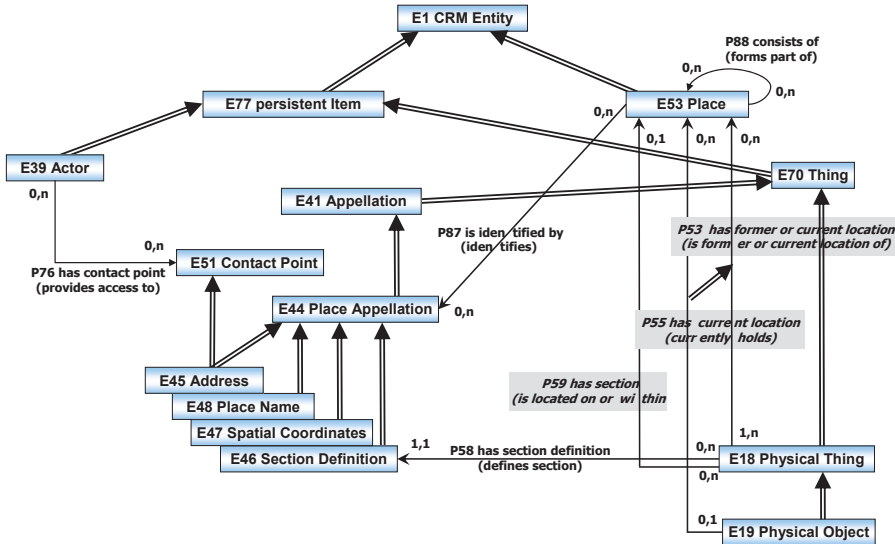 E1 CRM Entity
P88 consists of
(forms part of)
0,n
0,n
E77 persistent Item
E53 Place
0,n
0,1
0,n
0,n
E39 Actor
E70 Thing
0,n
E41 Appellation
P87 is iden tified by
(iden tifies)
P53 has former or current location
(is form er or current location of)
0,n
P76 has contact point
(provides access to)
E51 Contact Point
E44 Place Appellation
0,n
P55 has current location
(curr ently holds)
E45 Address
P59 has section
(is located on or wi thin
E48 Place Name
E47 Spatial Coordinates
1,n
1,1
P58 has section definition
(defines section)
0,n
E46 Section Definition
E18 Physical Thing
0,n
0,1
E19 Physical Object